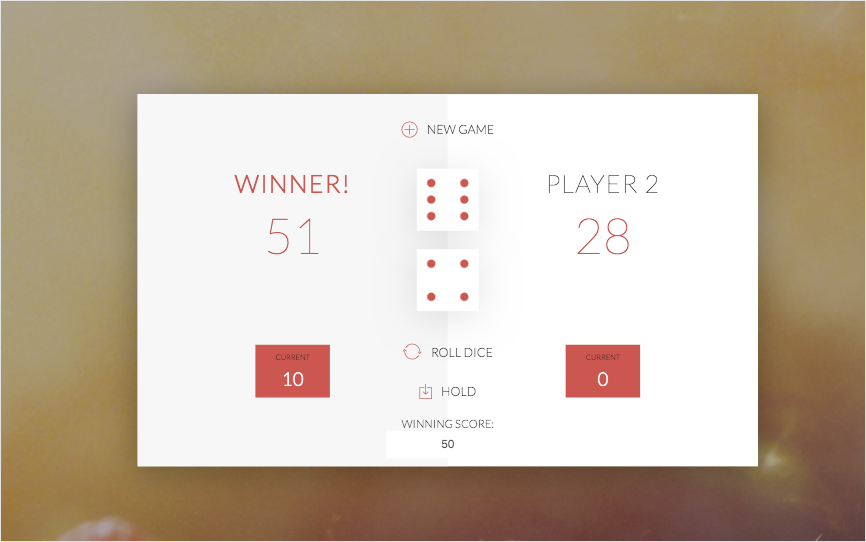 NEW GAME
WINNER!
51
PLAYER 2
28
ROLL DICE
CURRENT
10
CURRENT
0
HOLD
WINNING SCORE:
50